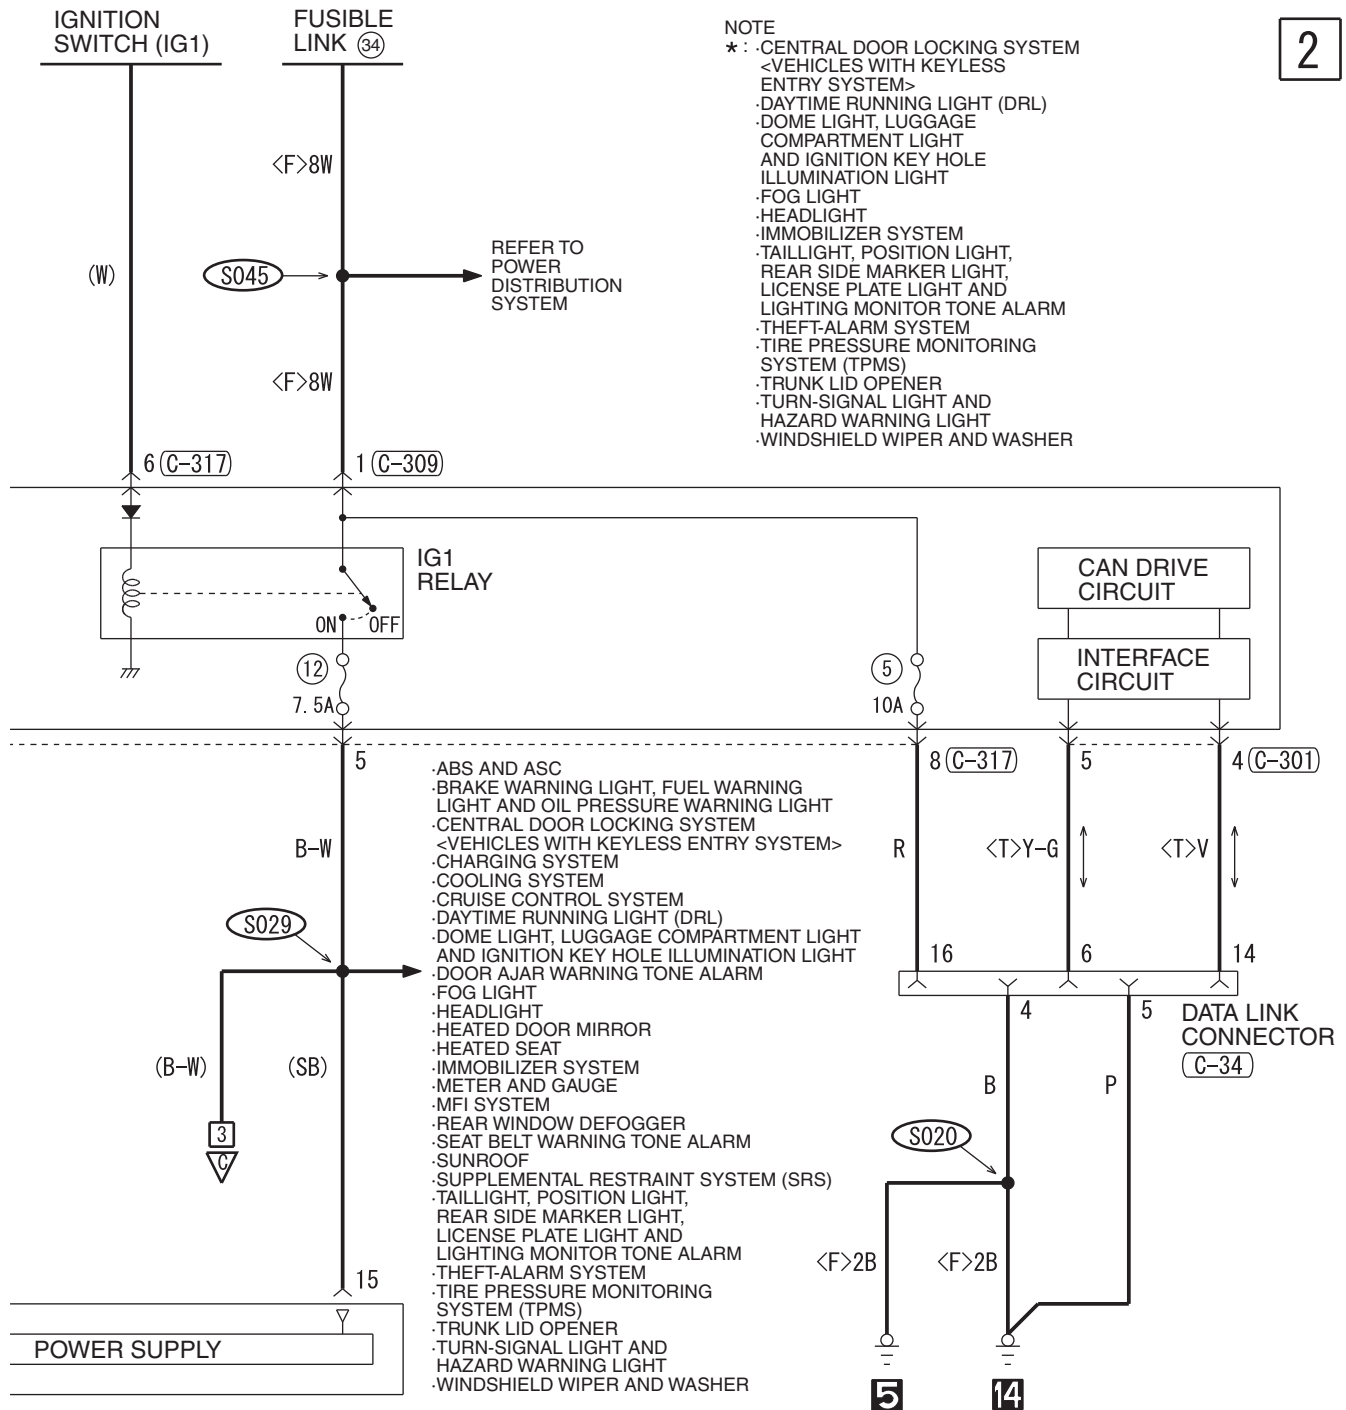 IGNITION
SWITCH (IG1)
FUSIBLE
LINK 34
NOTE
★ : ·CENTRAL DOOR LOCKING SYSTEM
<VEHICLES WITH KEYLESS
ENTRY SYSTEM>
·DAYTIME RUNNING LIGHT (DRL)
·DOME LIGHT, LUGGAGE
COMPARTMENT LIGHT
AND IGNITION KEY HOLE
ILLUMINATION LIGHT
·FOG LIGHT
·HEADLIGHT
·IMMOBILIZER SYSTEM
·TAILLIGHT, POSITION LIGHT,
REAR SIDE MARKER LIGHT,
LICENSE PLATE LIGHT AND
LIGHTING MONITOR TONE ALARM
·THEFT-ALARM SYSTEM
·TIRE PRESSURE MONITORING
SYSTEM (TPMS)
·TRUNK LID OPENER
·TURN-SIGNAL LIGHT AND
HAZARD WARNING LIGHT
·WINDSHIELD WIPER AND WASHER
2
<F>8W
(W)
S045
REFER TO
POWER
DISTRIBUTION
SYSTEM
<F>8W
6 (C-317)
1 (C-309)
IG1
RELAY
ON
OFF
12
7.5A
5
10A
CAN DRIVE
CIRCUIT
INTERFACE
CIRCUIT
5
8 (C-317)
5
4 (C-301)
B-W
R
<T>Y-G
<T>V
S029
(B-W)
(SB)
3
C
·ABS AND ASC
·BRAKE WARNING LIGHT, FUEL WARNING
LIGHT AND OIL PRESSURE WARNING LIGHT
·CENTRAL DOOR LOCKING SYSTEM
<VEHICLES WITH KEYLESS ENTRY SYSTEM>
·CHARGING SYSTEM
·COOLING SYSTEM
·CRUISE CONTROL SYSTEM
·DAYTIME RUNNING LIGHT (DRL)
·DOME LIGHT, LUGGAGE COMPARTMENT LIGHT
AND IGNITION KEY HOLE ILLUMINATION LIGHT
·DOOR AJAR WARNING TONE ALARM
·FOG LIGHT
·HEADLIGHT
·HEATED DOOR MIRROR
·HEATED SEAT
·IMMOBILIZER SYSTEM
·METER AND GAUGE
·MFI SYSTEM
·REAR WINDOW DEFOGGER
·SEAT BELT WARNING TONE ALARM
·SUNROOF
·SUPPLEMENTAL RESTRAINT SYSTEM (SRS)
·TAILLIGHT, POSITION LIGHT,
REAR SIDE MARKER LIGHT,
LICENSE PLATE LIGHT AND
LIGHTING MONITOR TONE ALARM
·THEFT-ALARM SYSTEM
·TIRE PRESSURE MONITORING
SYSTEM (TPMS)
·TRUNK LID OPENER
·TURN-SIGNAL LIGHT AND
HAZARD WARNING LIGHT
·WINDSHIELD WIPER AND WASHER
16
6
14
4
5
DATA LINK
CONNECTOR
(C-34)
B
P
S020
<F>2B
<F>2B
15
POWER SUPPLY
5
14